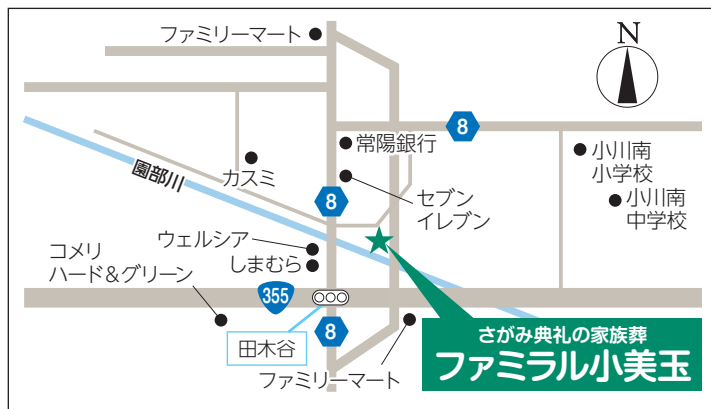 ファミリーマート
N
8
常陽銀行
小川南
小学校
カスミ
セブン
イレブン
小川南
中学校
園部川
8
ウェルシア
しまむら
コメリ
ハード＆グリーン
355
田木谷
8
ファミリーマート
さがみ典礼の家族葬
ファミラル小美玉